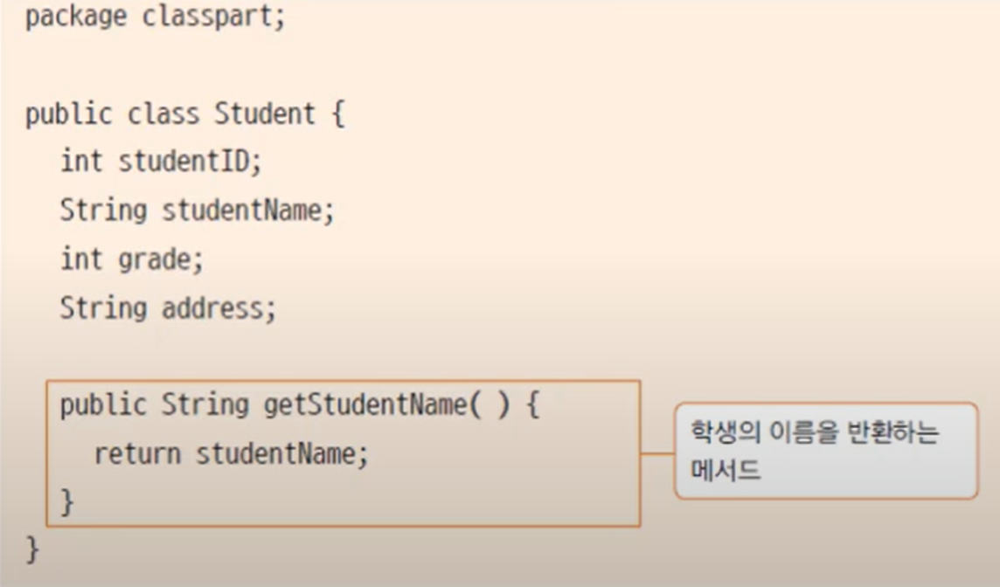 package classpart;
public class Student {
int studentID;
String studentName;
int grade;
String address;
public String getStudentName( ) {
return studentName;
}
학생의 이름을 반환하는
메서드
}